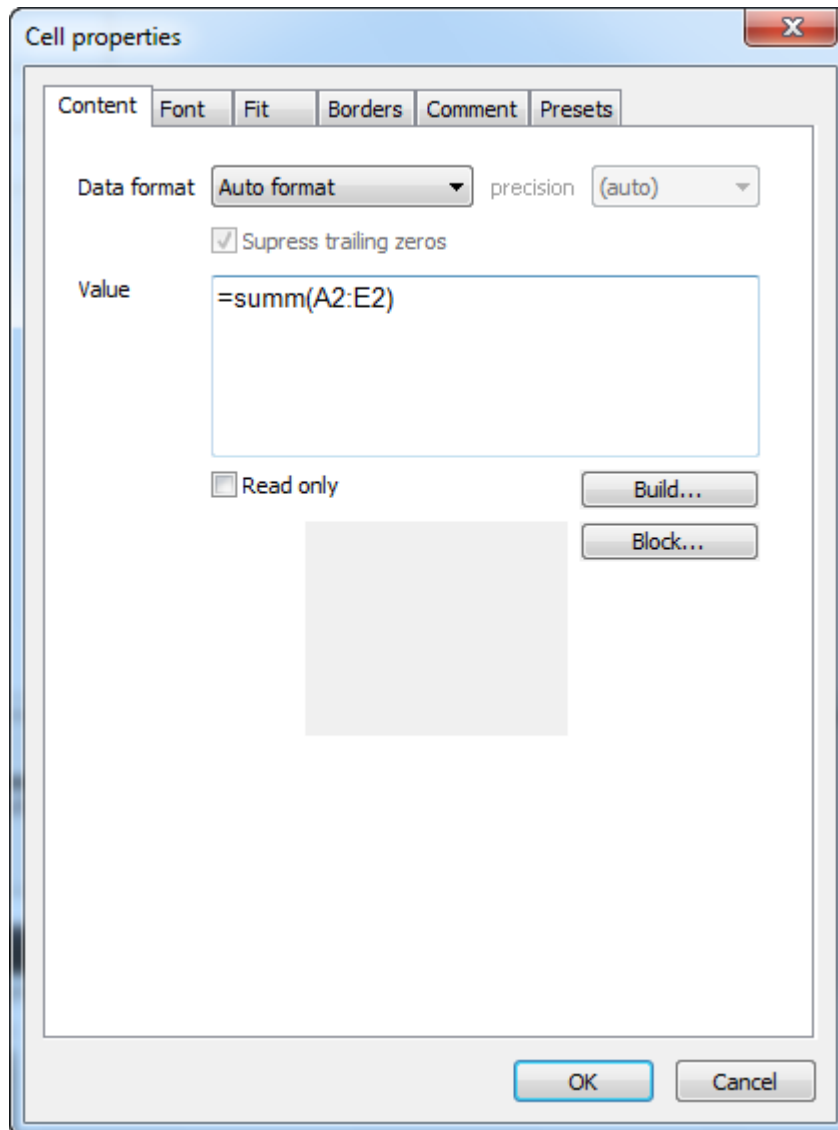 Cell properties
Content Font Fit Borders Comment Presets
Data format Auto format precision (auto)
Supress trailing zeros
Value =summ(A2:E2)
Read only Build...
Block...
OK Cancel